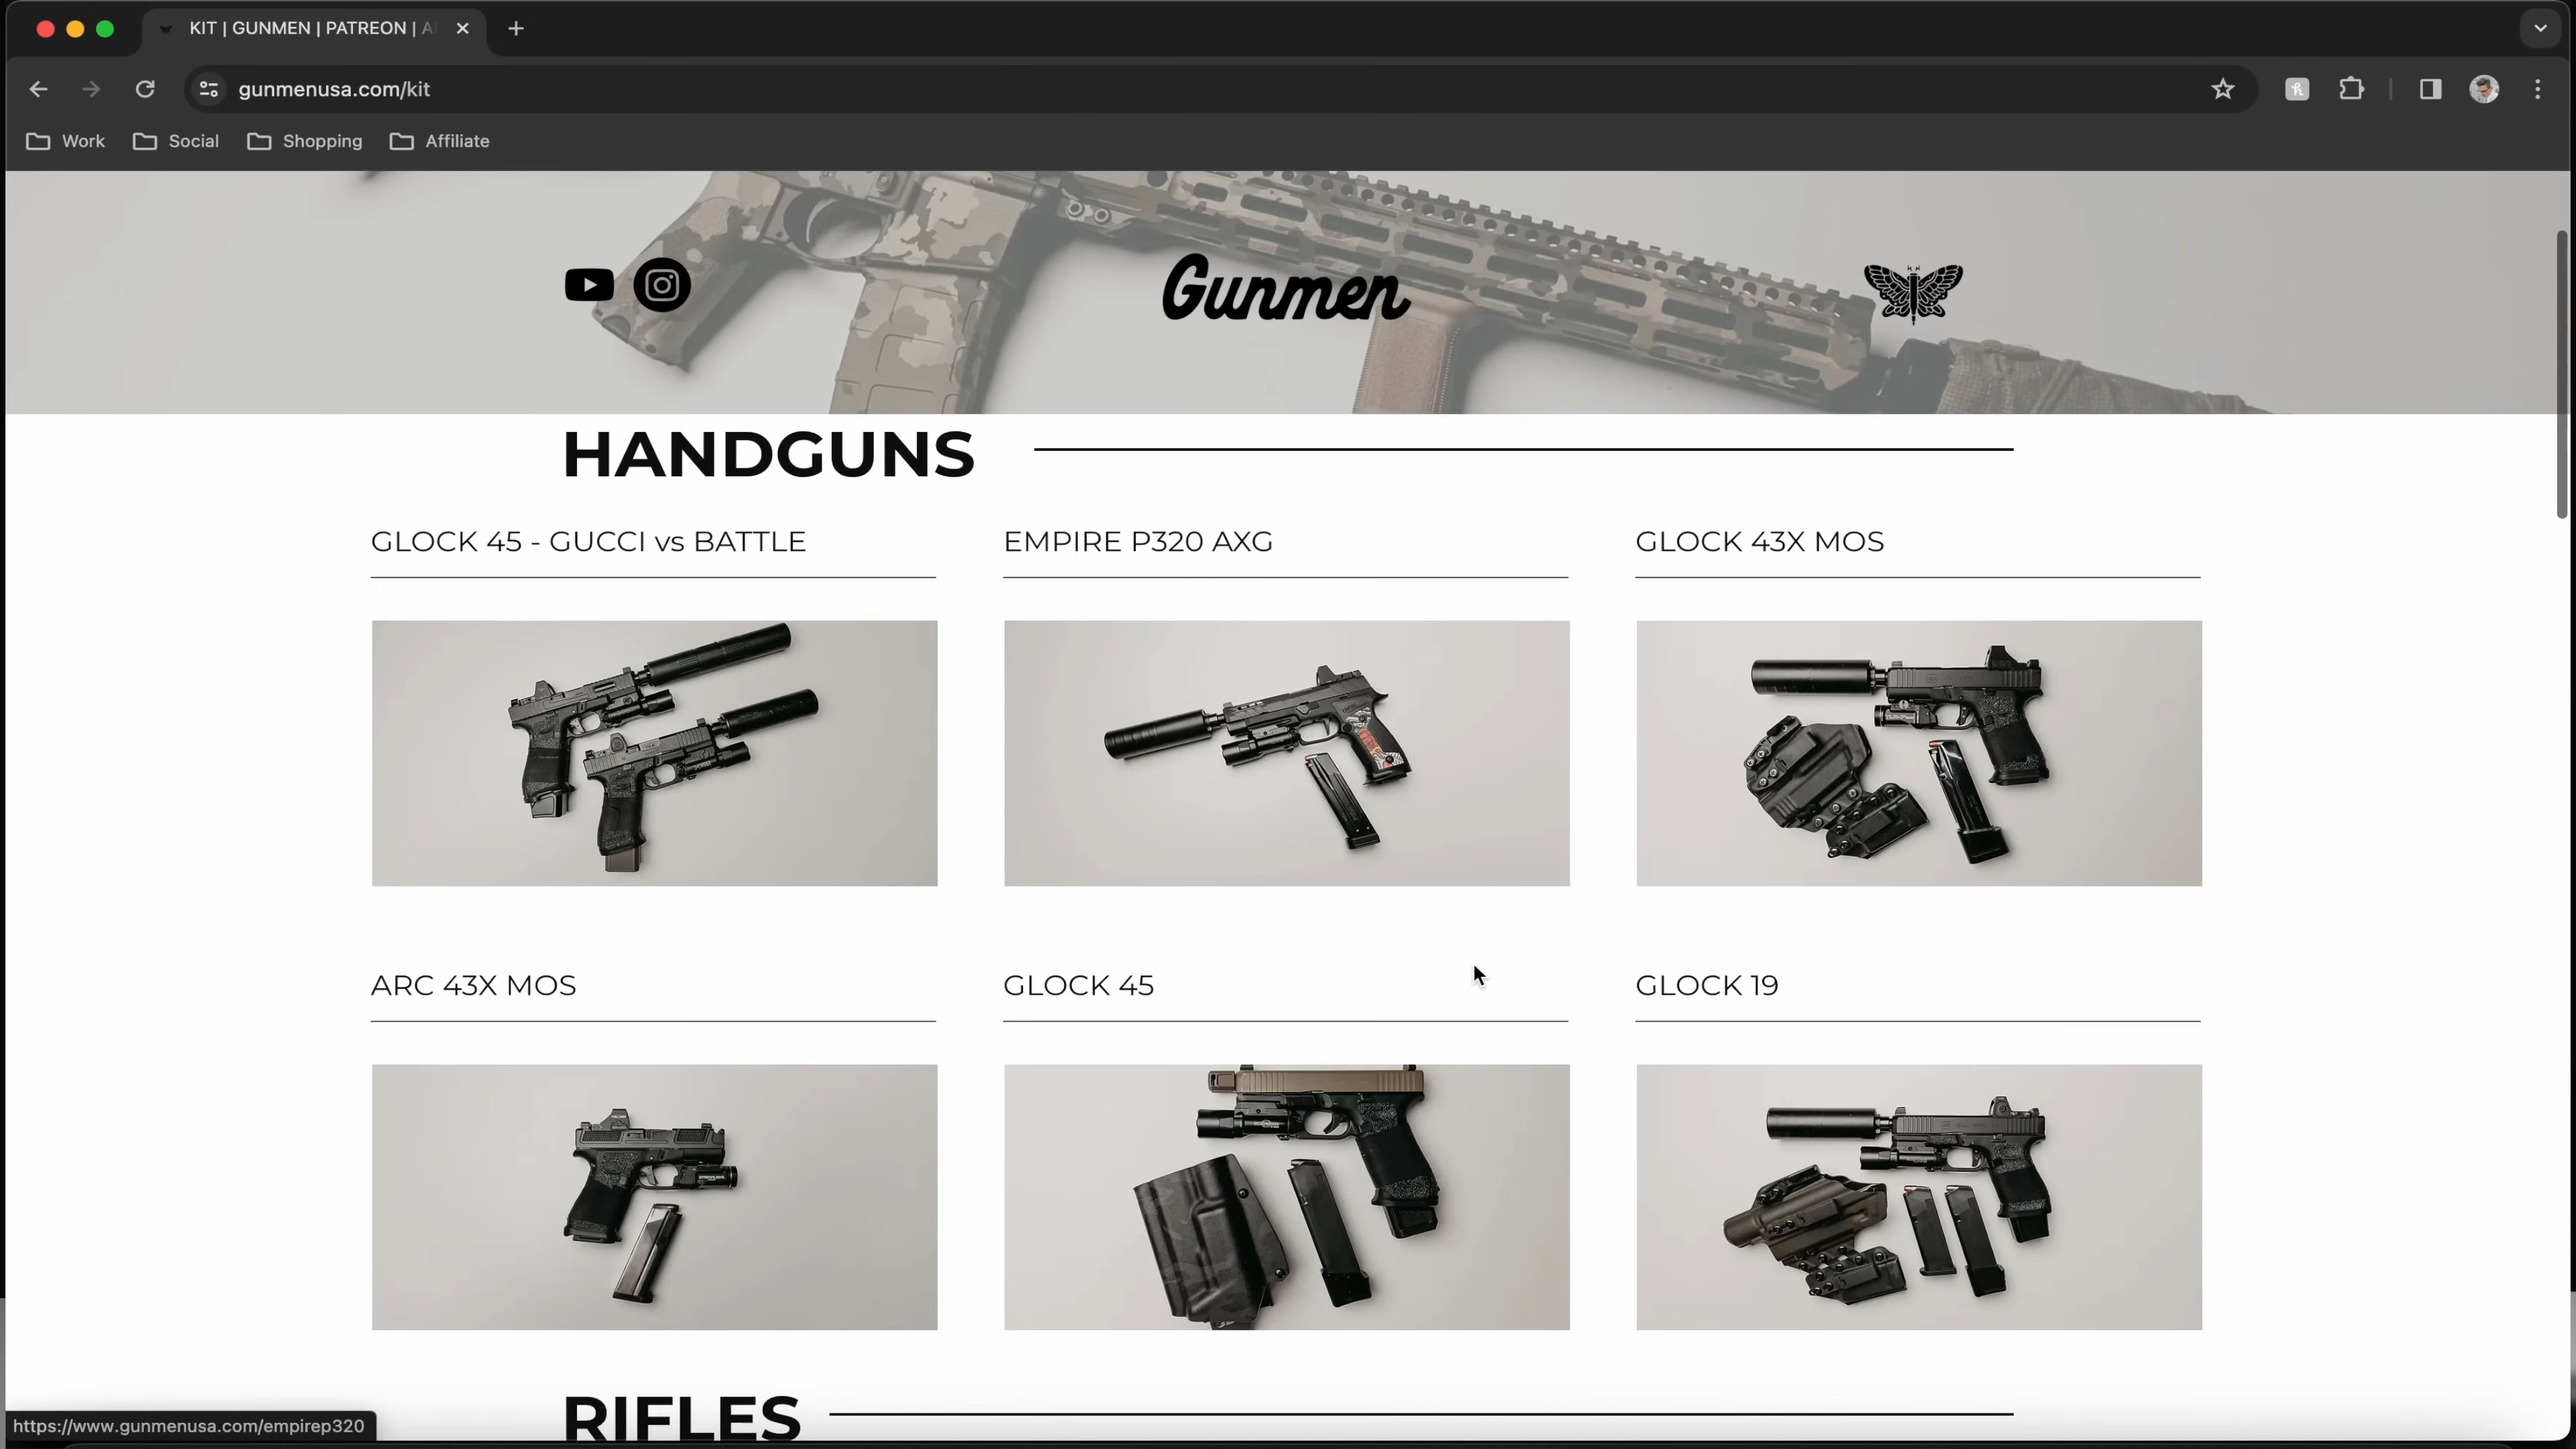 KIT | GUNMEN | PATREON | A
gunmenusa.com/kit
Work Social Shopping Affiliate
Gunmen
HANDGUNS
GLOCK 45 - GUCCI vs BATTLE
EMPIRE P320 AXG
GLOCK 43X MOS
ARC 43X MOS
GLOCK 45
GLOCK 19
RIFLES
https://www.gunmenusa.com/empirep320